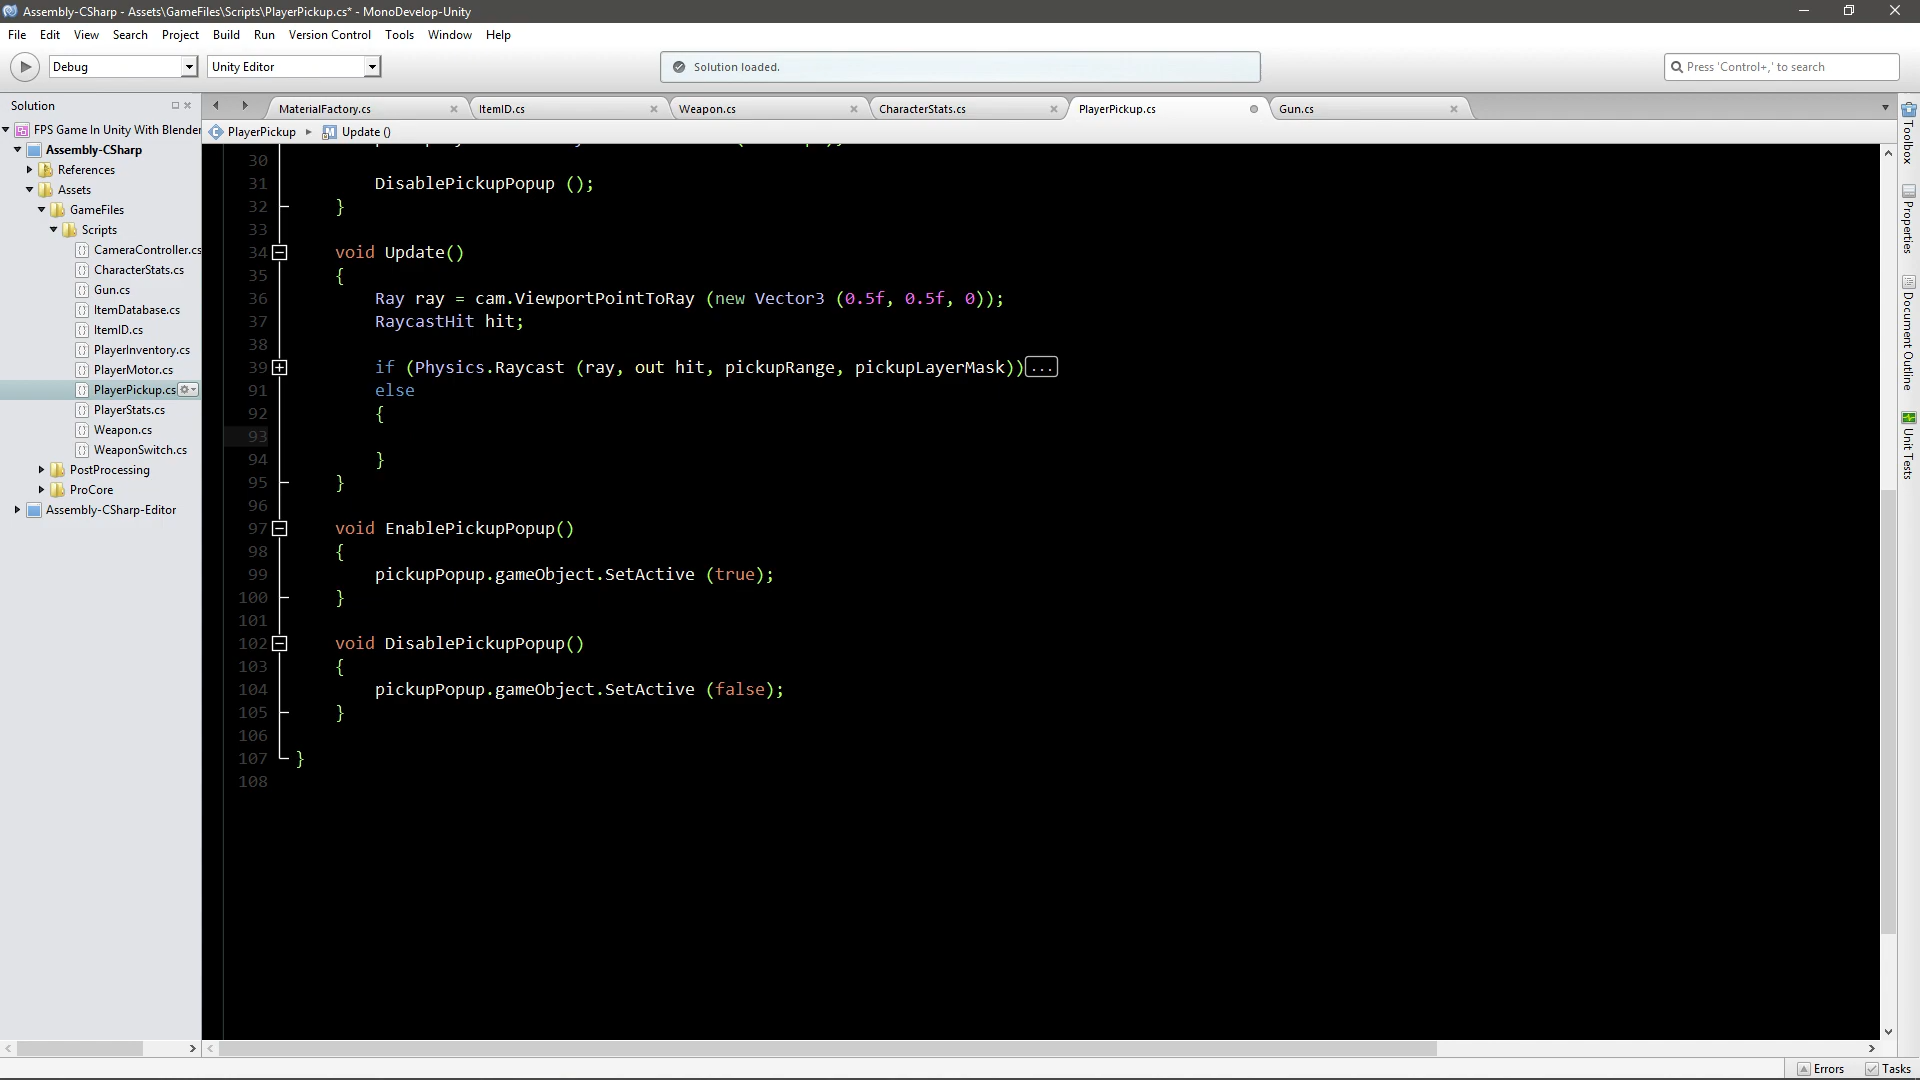 Assembly-CSharp - Assets\GameFiles\Scripts\PlayerPickup.cs* - MonoDevelop-Unity
File Edit View Search Project Build Run Version Control Tools Window Help
Debug Unity Editor Solution loaded. Press 'Control+,' to search
Solution
MaterialFactory.cs ItemID.cs Weapon.cs CharacterStats.cs PlayerPickup.cs Gun.cs
PlayerPickup Update ()
FPS Game In Unity With Blender
Assembly-CSharp
References
Assets
GameFiles
Scripts
CameraController.cs
CharacterStats.cs
Gun.cs
ItemDatabase.cs
ItemID.cs
PlayerInventory.cs
PlayerMotor.cs
PlayerPickup.cs
PlayerStats.cs
Weapon.cs
WeaponSwitch.cs
PostProcessing
ProCore
Assembly-CSharp-Editor
30
31 DisablePickupPopup ();
32 }
33
34 void Update()
35 {
36 Ray ray = cam.ViewportPointToRay (new Vector3 (0.5f, 0.5f, 0));
37 RaycastHit hit;
38
39 if (Physics.Raycast (ray, out hit, pickupRange, pickupLayerMask))...
91 else
92 {
93
94 }
95 }
96
97 void EnablePickupPopup()
98 {
99 pickupPopup.gameObject.SetActive (true);
100 }
101
102 void DisablePickupPopup()
103 {
104 pickupPopup.gameObject.SetActive (false);
105 }
106
107 }
108
Toolbox
Properties
Document Outline
Unit Tests
Errors Tasks